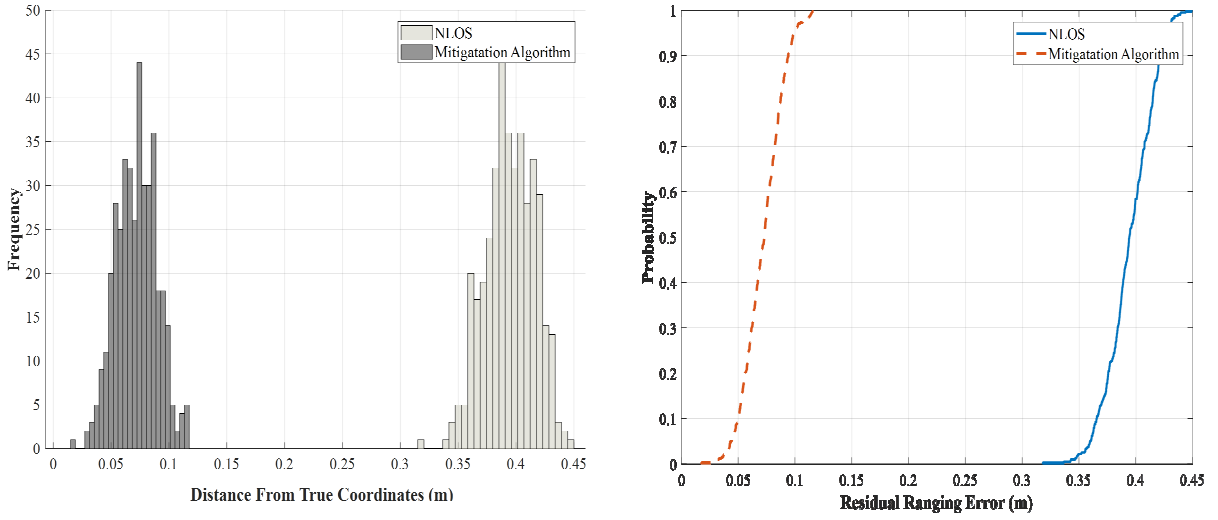 50
45
40
35
30
25
20
15
10
5
0
Frequency
NLOS
Mitigatation Algorithm
0 0.05 0.1 0.15 0.2 0.25 0.3 0.35 0.4 0.45
Distance From True Coordinates (m)
1
0.9
0.8
0.7
0.6
0.5
0.4
0.3
0.2
0.1
0
Probability
NLOS
Mitigatation Algorithm
0 0.05 0.1 0.15 0.2 0.25 0.3 0.35 0.4 0.45
Residual Ranging Error (m)